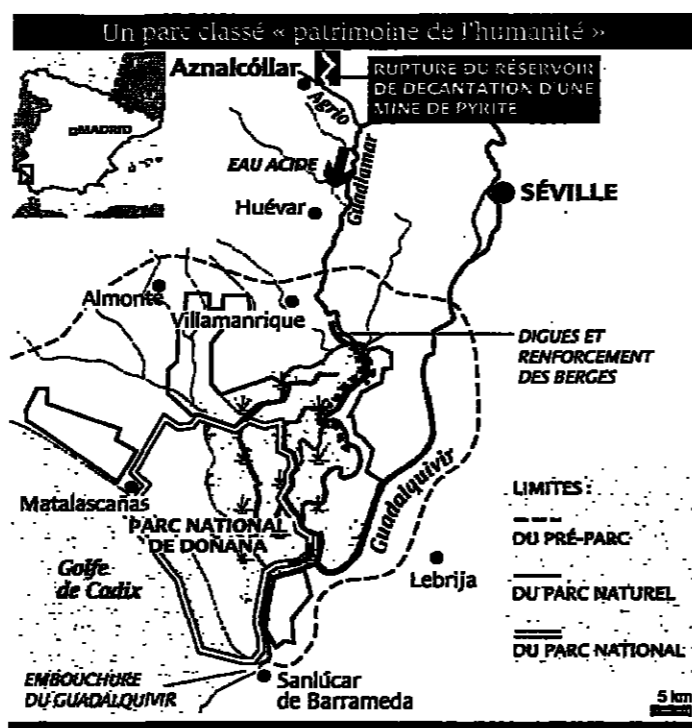 Un parc classé « patrimoine de l'humanité »
Aznalcóllar
RUPTURE DU RÉSERVOIR
DE DÉCANTATION D'UNE
MINE DE PYRITE
MADRID
Agrio
EAU ACIDE
Guadiamar
SÉVILLE
Huévar
Almonte
Villamanrique
DIGUES ET
RENFORCEMENT
DES BERGES
Guadalquivir
Matalascañas
PARC NATIONAL
DE DOÑANA
Golfe
de Cadix
Lebrija
LIMITES :
DU PRÉ-PARC
DU PARC NATUREL
DU PARC NATIONAL
EMBOUCHURE
DU GUADALQUIVIR
Sanlúcar
de Barrameda
5 km